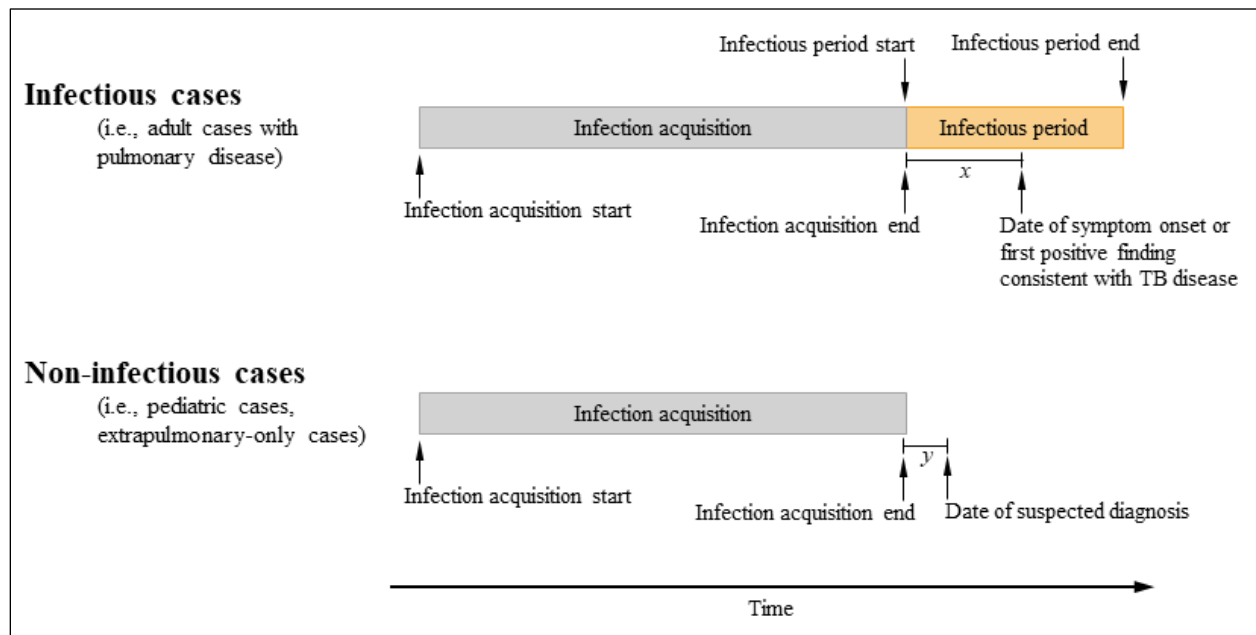 Infectious period start
Infectious period end
Infectious cases
(i.e., adult cases with
pulmonary disease)
Infection acquisition
Infectious period
x
Infection acquisition start
Infection acquisition end
Date of symptom onset or
first positive finding
consistent with TB disease
Non-infectious cases
(i.e., pediatric cases,
extrapulmonary-only cases)
Infection acquisition
y
Infection acquisition start
Infection acquisition end
Date of suspected diagnosis
Time